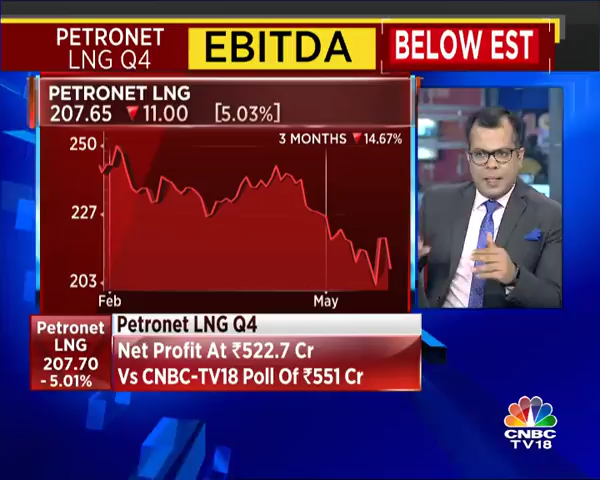 PETRONET
LNG Q4
EBITDA
BELOW EST
PETRONET LNG
207.65 ▼11.00 [5.03%]
3 MONTHS ▼14.67%
250
227
203
Feb
May
Petronet
LNG
207.70
-5.01%
Petronet LNG Q4
Net Profit At ₹522.7 Cr
Vs CNBC-TV18 Poll Of ₹551 Cr
CNBC
TV18